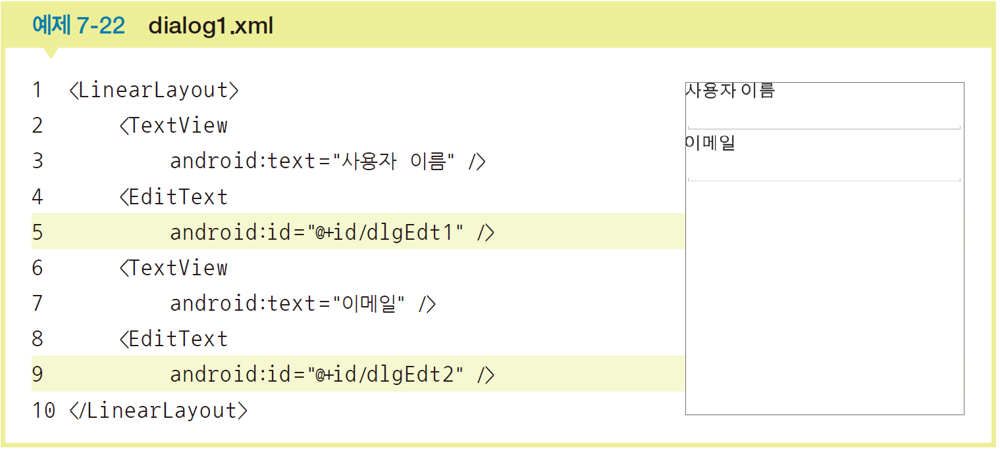 예제 7-22 dialog1.xml
1 <LinearLayout>
2 <TextView
3 android:text="사용자 이름" />
4 <EditText
5 android:id="@+id/dlgEdt1" />
6 <TextView
7 android:text="이메일" />
8 <EditText
9 android:id="@+id/dlgEdt2" />
10 </LinearLayout>
사용자 이름
이메일